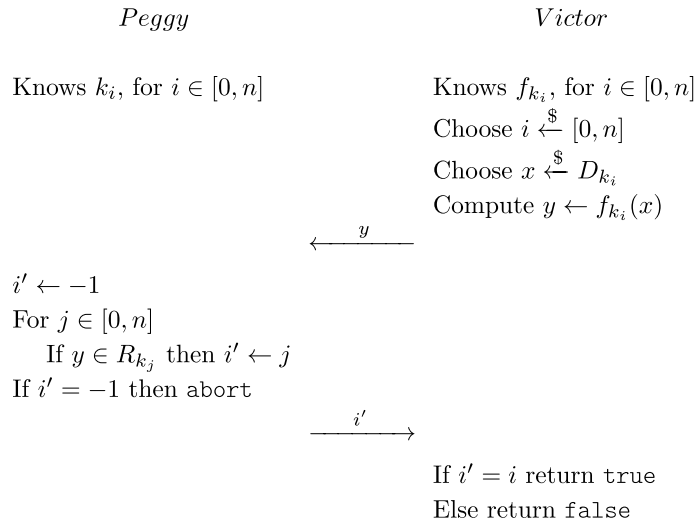 Peggy Victor
Knows k_i, for i ∈ [0, n] Knows f_{k_i}, for i ∈ [0, n]
Choose i ←$ [0, n]
Choose x ←$ D_{k_i}
Compute y ← f_{k_i}(x)
y
i′ ← −1
For j ∈ [0, n]
If y ∈ R_{k_j} then i′ ← j
If i′ = −1 then abort
i′
If i′ = i return true
Else return false